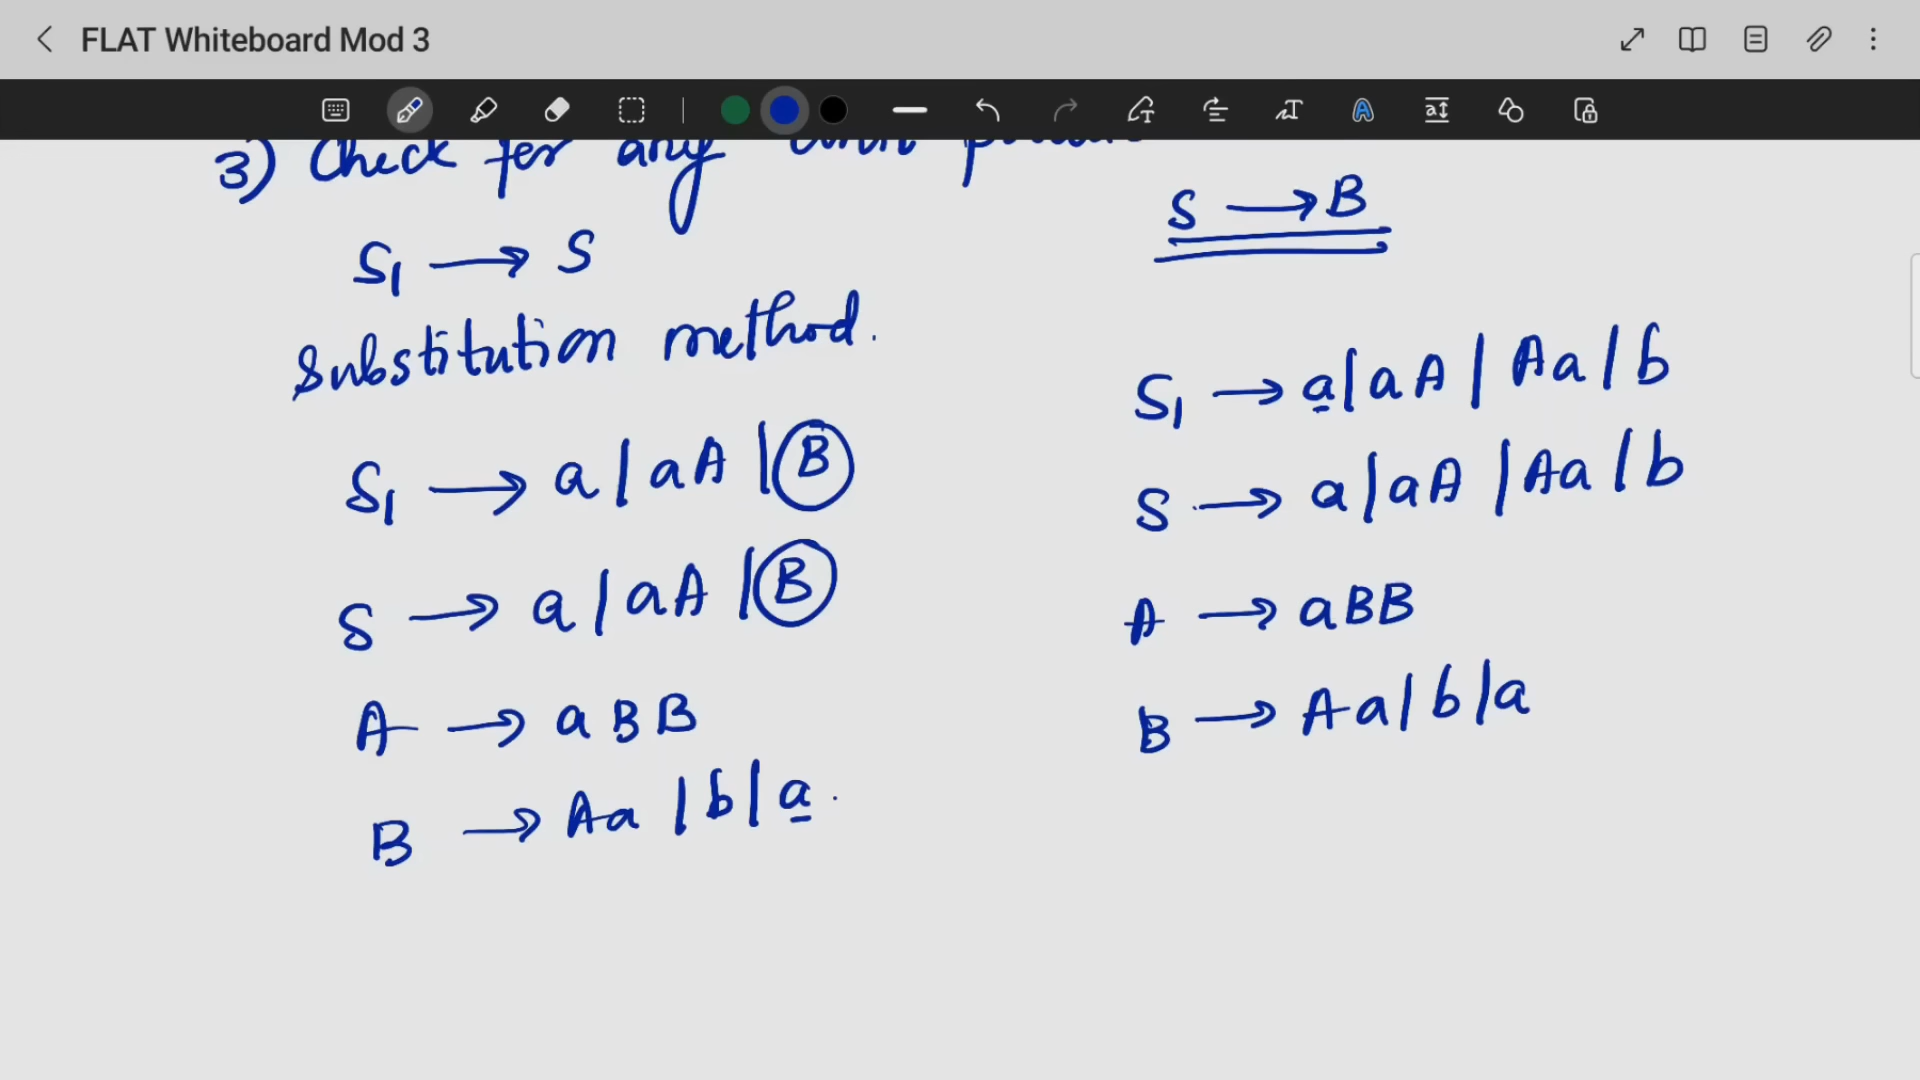 FLAT Whiteboard Mod 3
3) Check for any
S → B
S₁ → S
Substitution method.
S₁ → a | aA | B
S → a | aA | B
A → a B B
B → Aa | b | a .
S₁ → a | aA | Aa | b
S → a | aA | Aa | b
A → aBB
B → Aa | b | a